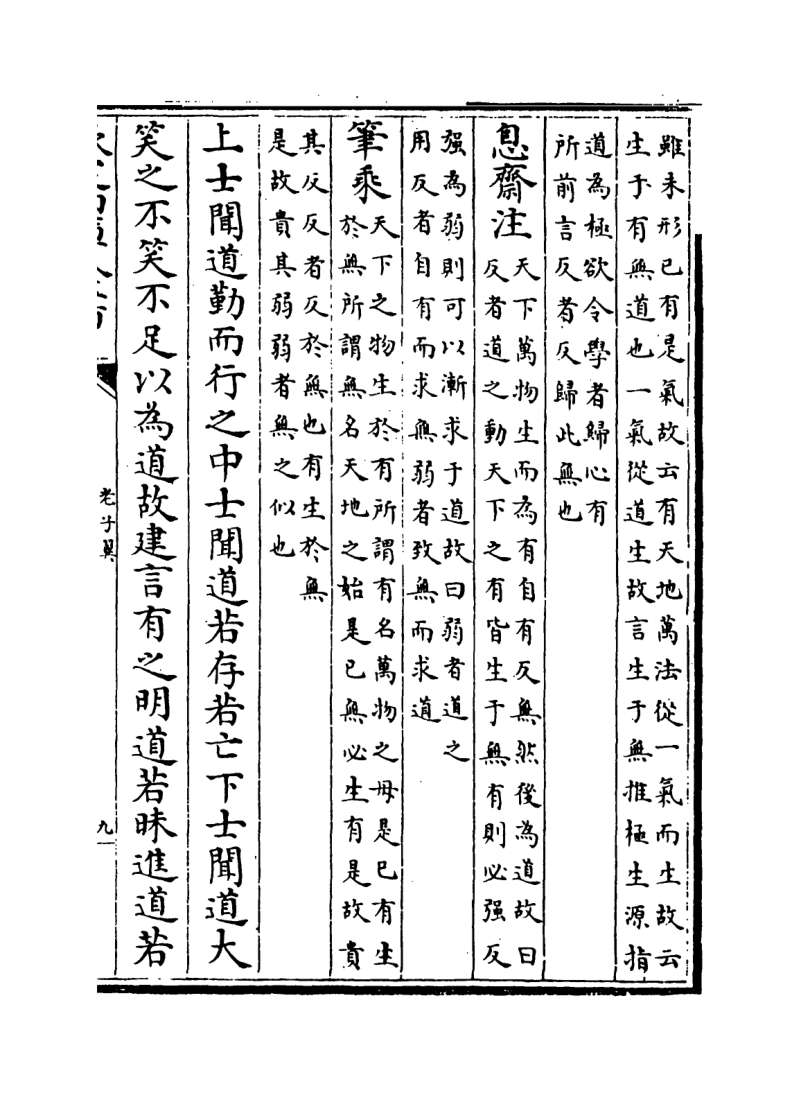 雖未形已有是氣故云有天地萬法從一氣而生故云
生于有無道也一氣從道生故言生于無推極生源指
道為極欲令學者歸心有
所前言反者反歸此無也
息齋注天下萬物生而為有自有反無然後為道故曰
反者道之動天下之有皆生于無有則必强反
强為弱則可以漸求于道故曰弱者道之
用反者自有而求無弱者致無而求道
筆乘天下之物生於有所謂有名萬物之母是已有生
於無所謂無名天地之始是已無必生有是故貴
其反反者反於無也有生於無
是故貴其弱弱者無之似也
上士聞道勤而行之中士聞道若存若亡下士聞道大
笑之不笑不足以為道故建言有之明道若昧進道若
老子翼
九一